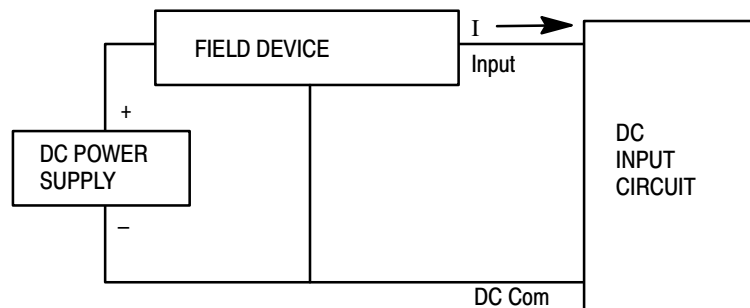 FIELD DEVICE
I
Input
+
DC POWER
SUPPLY
–
DC
INPUT
CIRCUIT
DC Com